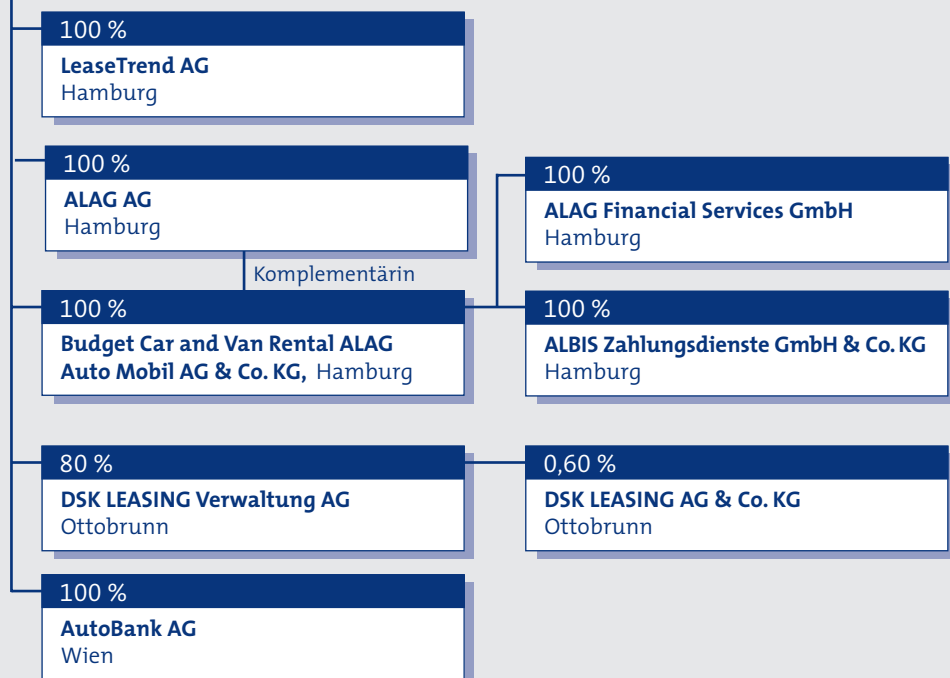 100 %
LeaseTrend AG
Hamburg
100 %
ALAG AG
Hamburg
Komplementärin
100 %
ALAG Financial Services GmbH
Hamburg
100 %
Budget Car and Van Rental ALAG
Auto Mobil AG & Co. KG, Hamburg
100 %
ALBIS Zahlungsdienste GmbH & Co. KG
Hamburg
80 %
DSK LEASING Verwaltung AG
Ottobrunn
0,60 %
DSK LEASING AG & Co. KG
Ottobrunn
100 %
AutoBank AG
Wien